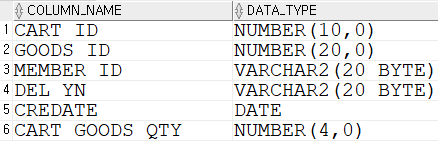 COLUMN_NAME DATA_TYPE
1 CART ID NUMBER(10,0)
2 GOODS ID NUMBER(20,0)
3 MEMBER ID VARCHAR2(20 BYTE)
4 DEL YN VARCHAR2(20 BYTE)
5 CREDATE DATE
6 CART GOODS QTY NUMBER(4,0)